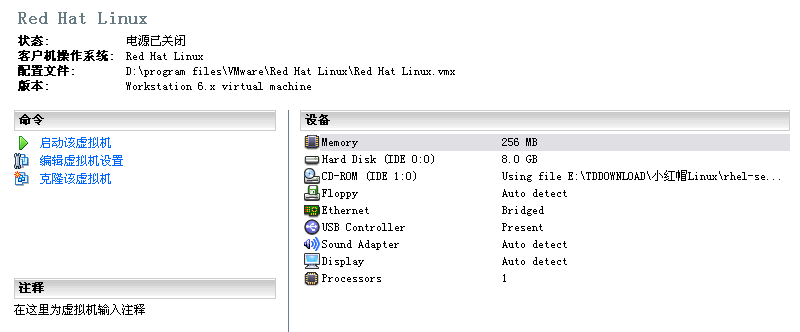 Red Hat Linux
状态: 电源已关闭
客户机操作系统: Red Hat Linux
配置文件: D:\program files\VMware\Red Hat Linux\Red Hat Linux.vmx
版本: Workstation 6.x virtual machine
命令
启动该虚拟机
编辑虚拟机设置
克隆该虚拟机
注释
在这里为虚拟机输入注释
设备
Memory 256 MB
Hard Disk (IDE 0:0) 8.0 GB
CD-ROM (IDE 1:0) Using file E:\TDDOWNLOAD\小红帽Linux\rhel-se...
Floppy Auto detect
Ethernet Bridged
USB Controller Present
Sound Adapter Auto detect
Display Auto detect
Processors 1